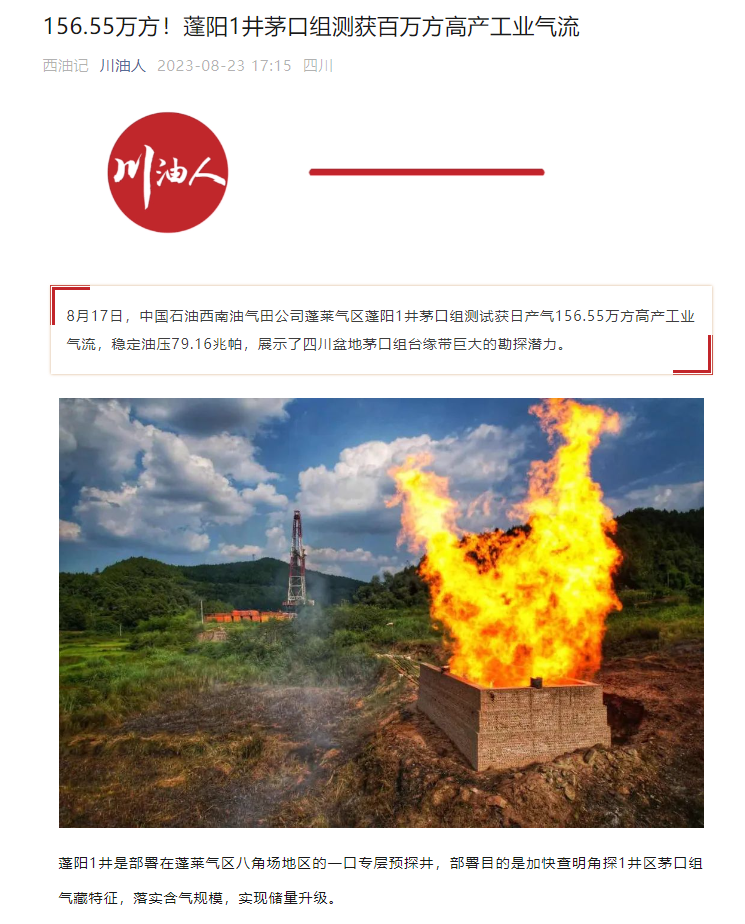 156.55万方！蓬阳1井茅口组测获百万方高产工业气流
西油记 川油人 2023-08-23 17:15 四川
川油人
8月17日，中国石油西南油气田公司蓬莱气区蓬阳1井茅口组测试获日产气156.55万方高产工业
气流，稳定油压79.16兆帕，展示了四川盆地茅口组台缘带巨大的勘探潜力。
蓬阳1井是部署在蓬莱气区八角场地区的一口专层预探井，部署目的是加快查明角探1井区茅口组
气藏特征，落实含气规模，实现储量升级。